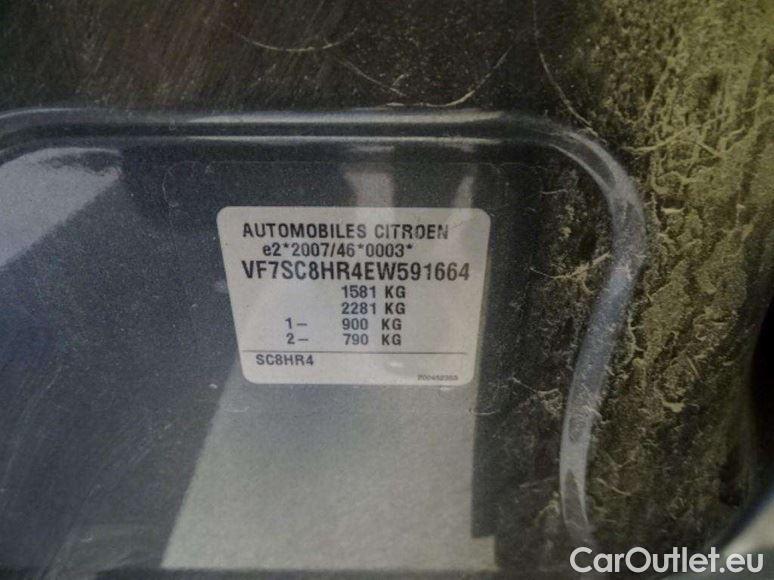 AUTOMOBILES CITROEN
e2*2007/46*0003*
VF7SC8HR4EW591664
1581 KG
2281 KG
1– 900 KG
2– 790 KG
SC8HR4
CarOutlet.eu